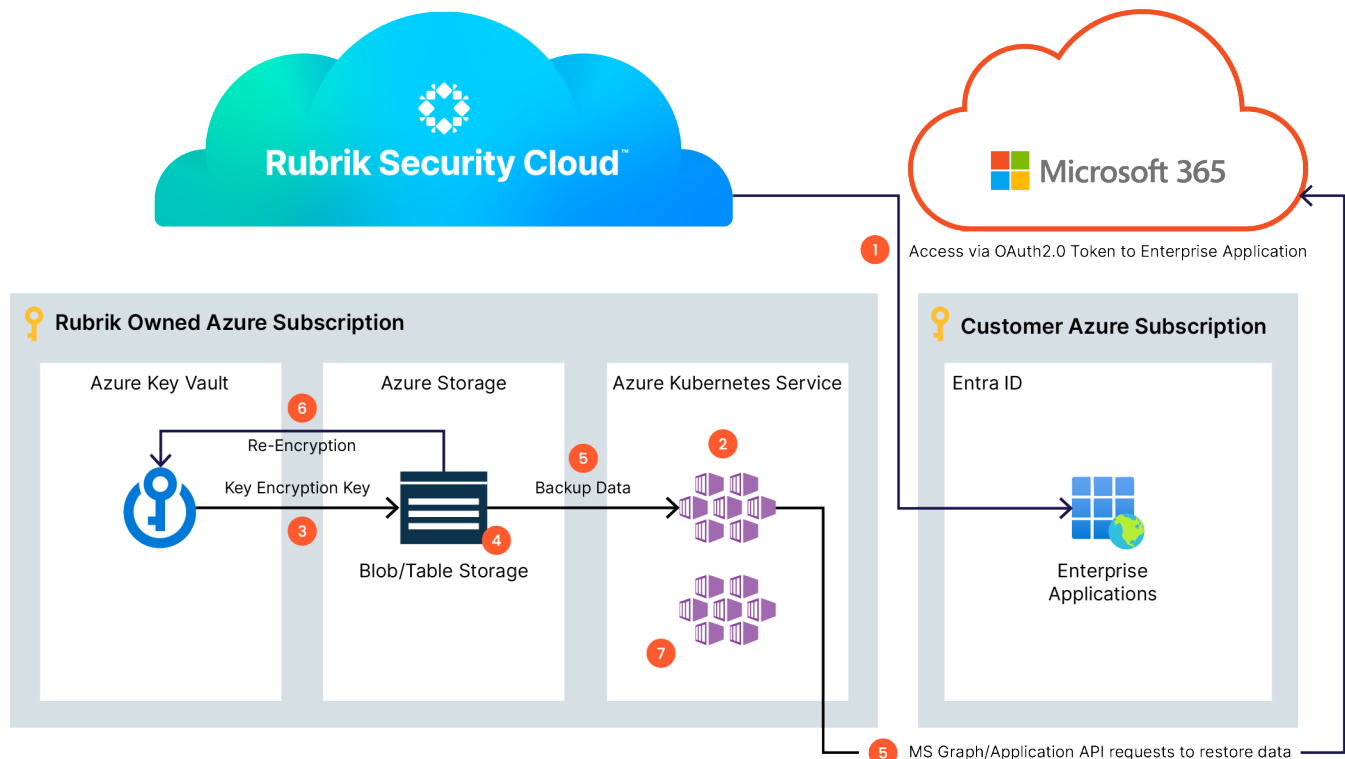 Rubrik Security Cloud™
Microsoft 365
1
Access via OAuth2.0 Token to Enterprise Application
Rubrik Owned Azure Subscription
Azure Key Vault
Azure Storage
Azure Kubernetes Service
6
Re-Encryption
Key Encryption Key
3
4
Blob/Table Storage
5
Backup Data
2
7
Customer Azure Subscription
Entra ID
Enterprise
Applications
5
MS Graph/Application API requests to restore data